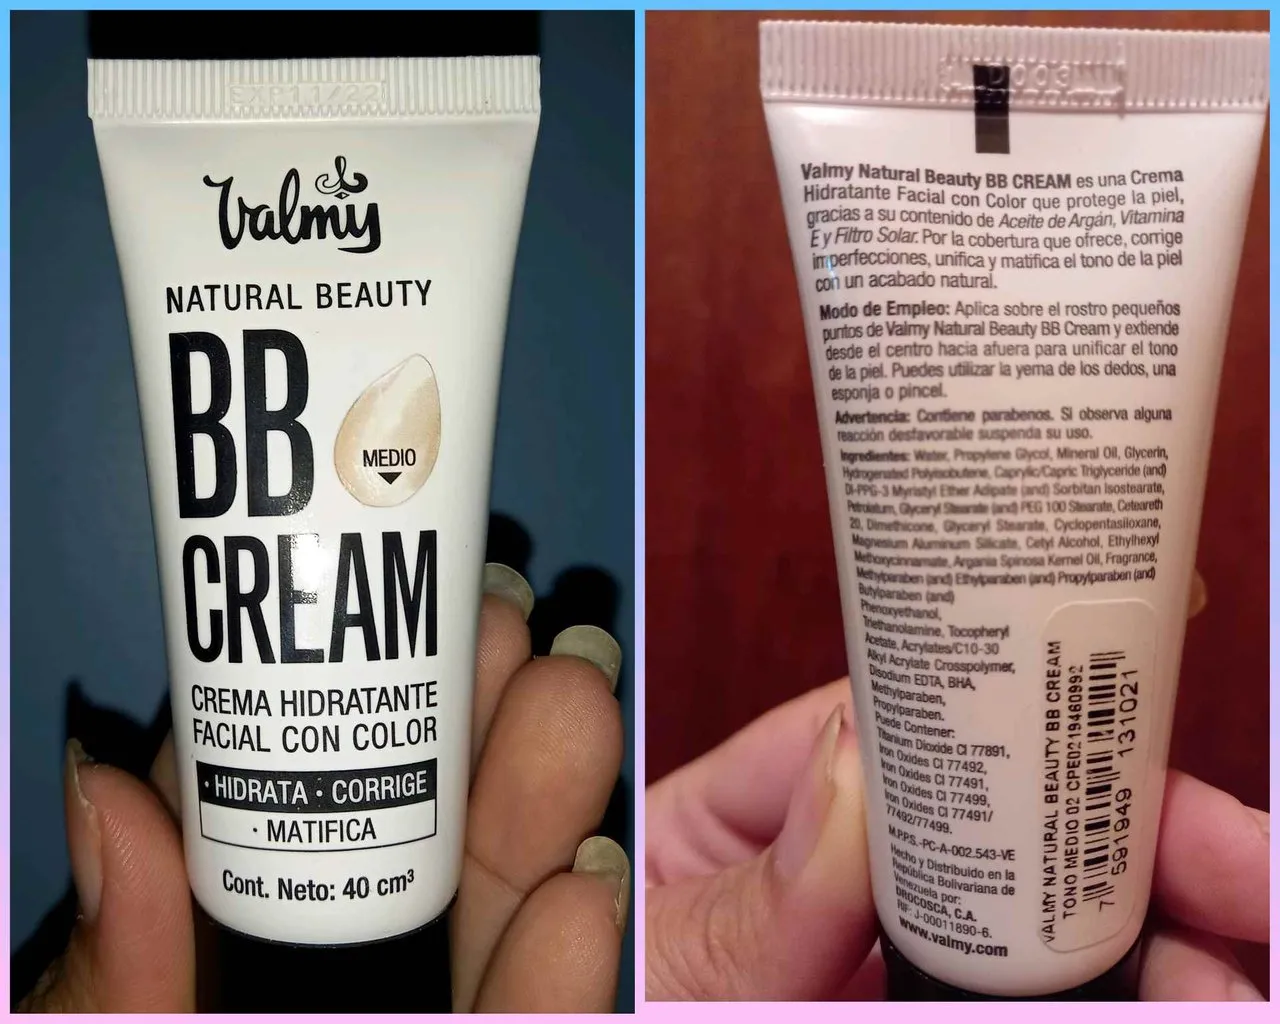 EXP11/22
Valmy
NATURAL BEAUTY
BB
MEDIO
CREAM
CREMA HIDRATANTE
FACIAL CON COLOR
· HIDRATA · CORRIGE
· MATIFICA
Cont. Neto: 40 cm³
D003
Valmy Natural Beauty BB CREAM es una Crema
Hidratante Facial con Color que protege la piel,
gracias a su contenido de Aceite de Argán, Vitamina
E y Filtro Solar. Por la cobertura que ofrece, corrige
imperfecciones, unifica y matifica el tono de la piel
con un acabado natural.
Modo de Empleo: Aplica sobre el rostro pequeños
puntos de Valmy Natural Beauty BB Cream y extiende
desde el centro hacia afuera para unificar el tono
de la piel. Puedes utilizar la yema de los dedos, una
esponja o pincel.
Advertencia: Contiene parabenos. Si observa alguna
reacción desfavorable suspenda su uso.
Ingredientes: Water, Propylene Glycol, Mineral Oil, Glycerin,
Hydrogenated Polyisobutene, Caprylic/Capric Triglyceride (and)
Di-PPG-3 Myristyl Ether Adipate (and) Sorbitan Isostearate,
Petrolatum, Glyceryl Stearate (and) PEG 100 Stearate, Ceteareth
20, Dimethicone, Glyceryl Stearate, Cyclopentasiloxane,
Magnesium Aluminum Silicate, Cetyl Alcohol, Ethylhexyl
Methoxycinnamate, Argania Spinosa Kernel Oil, Fragrance,
Methylparaben (and) Ethylparaben (and) Propylparaben (and)
Butylparaben (and)
Phenoxyethanol,
Triethanolamine, Tocopheryl
Acetate, Acrylates/C10-30
Alkyl Acrylate Crosspolymer,
Disodium EDTA, BHA,
Methylparaben,
Propylparaben.
Puede Contener:
Titanium Dioxide CI 77891,
Iron Oxides CI 77492,
Iron Oxides CI 77491,
Iron Oxides CI 77499,
Iron Oxides CI 77491/
77492/77499.
M.P.P.S.-PC-A-002.543-VE
Hecho y Distribuido en la
República Bolivariana de
Venezuela por:
DROCOSCA, C.A.
RIF: J-00011890-6.
www.valmy.com
VALMY NATURAL BEAUTY BB CREAM
TONO MEDIO 02 CPE0219460992
7 591949 131021